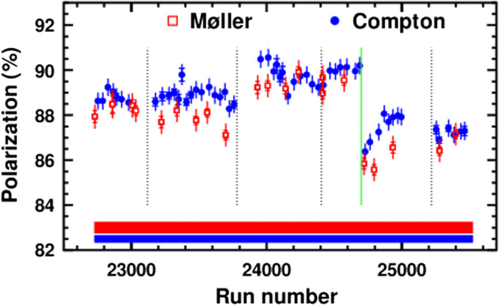 Møller Compton
Polarization (%)
92
90
88
86
84
82
23000 24000 25000
Run number